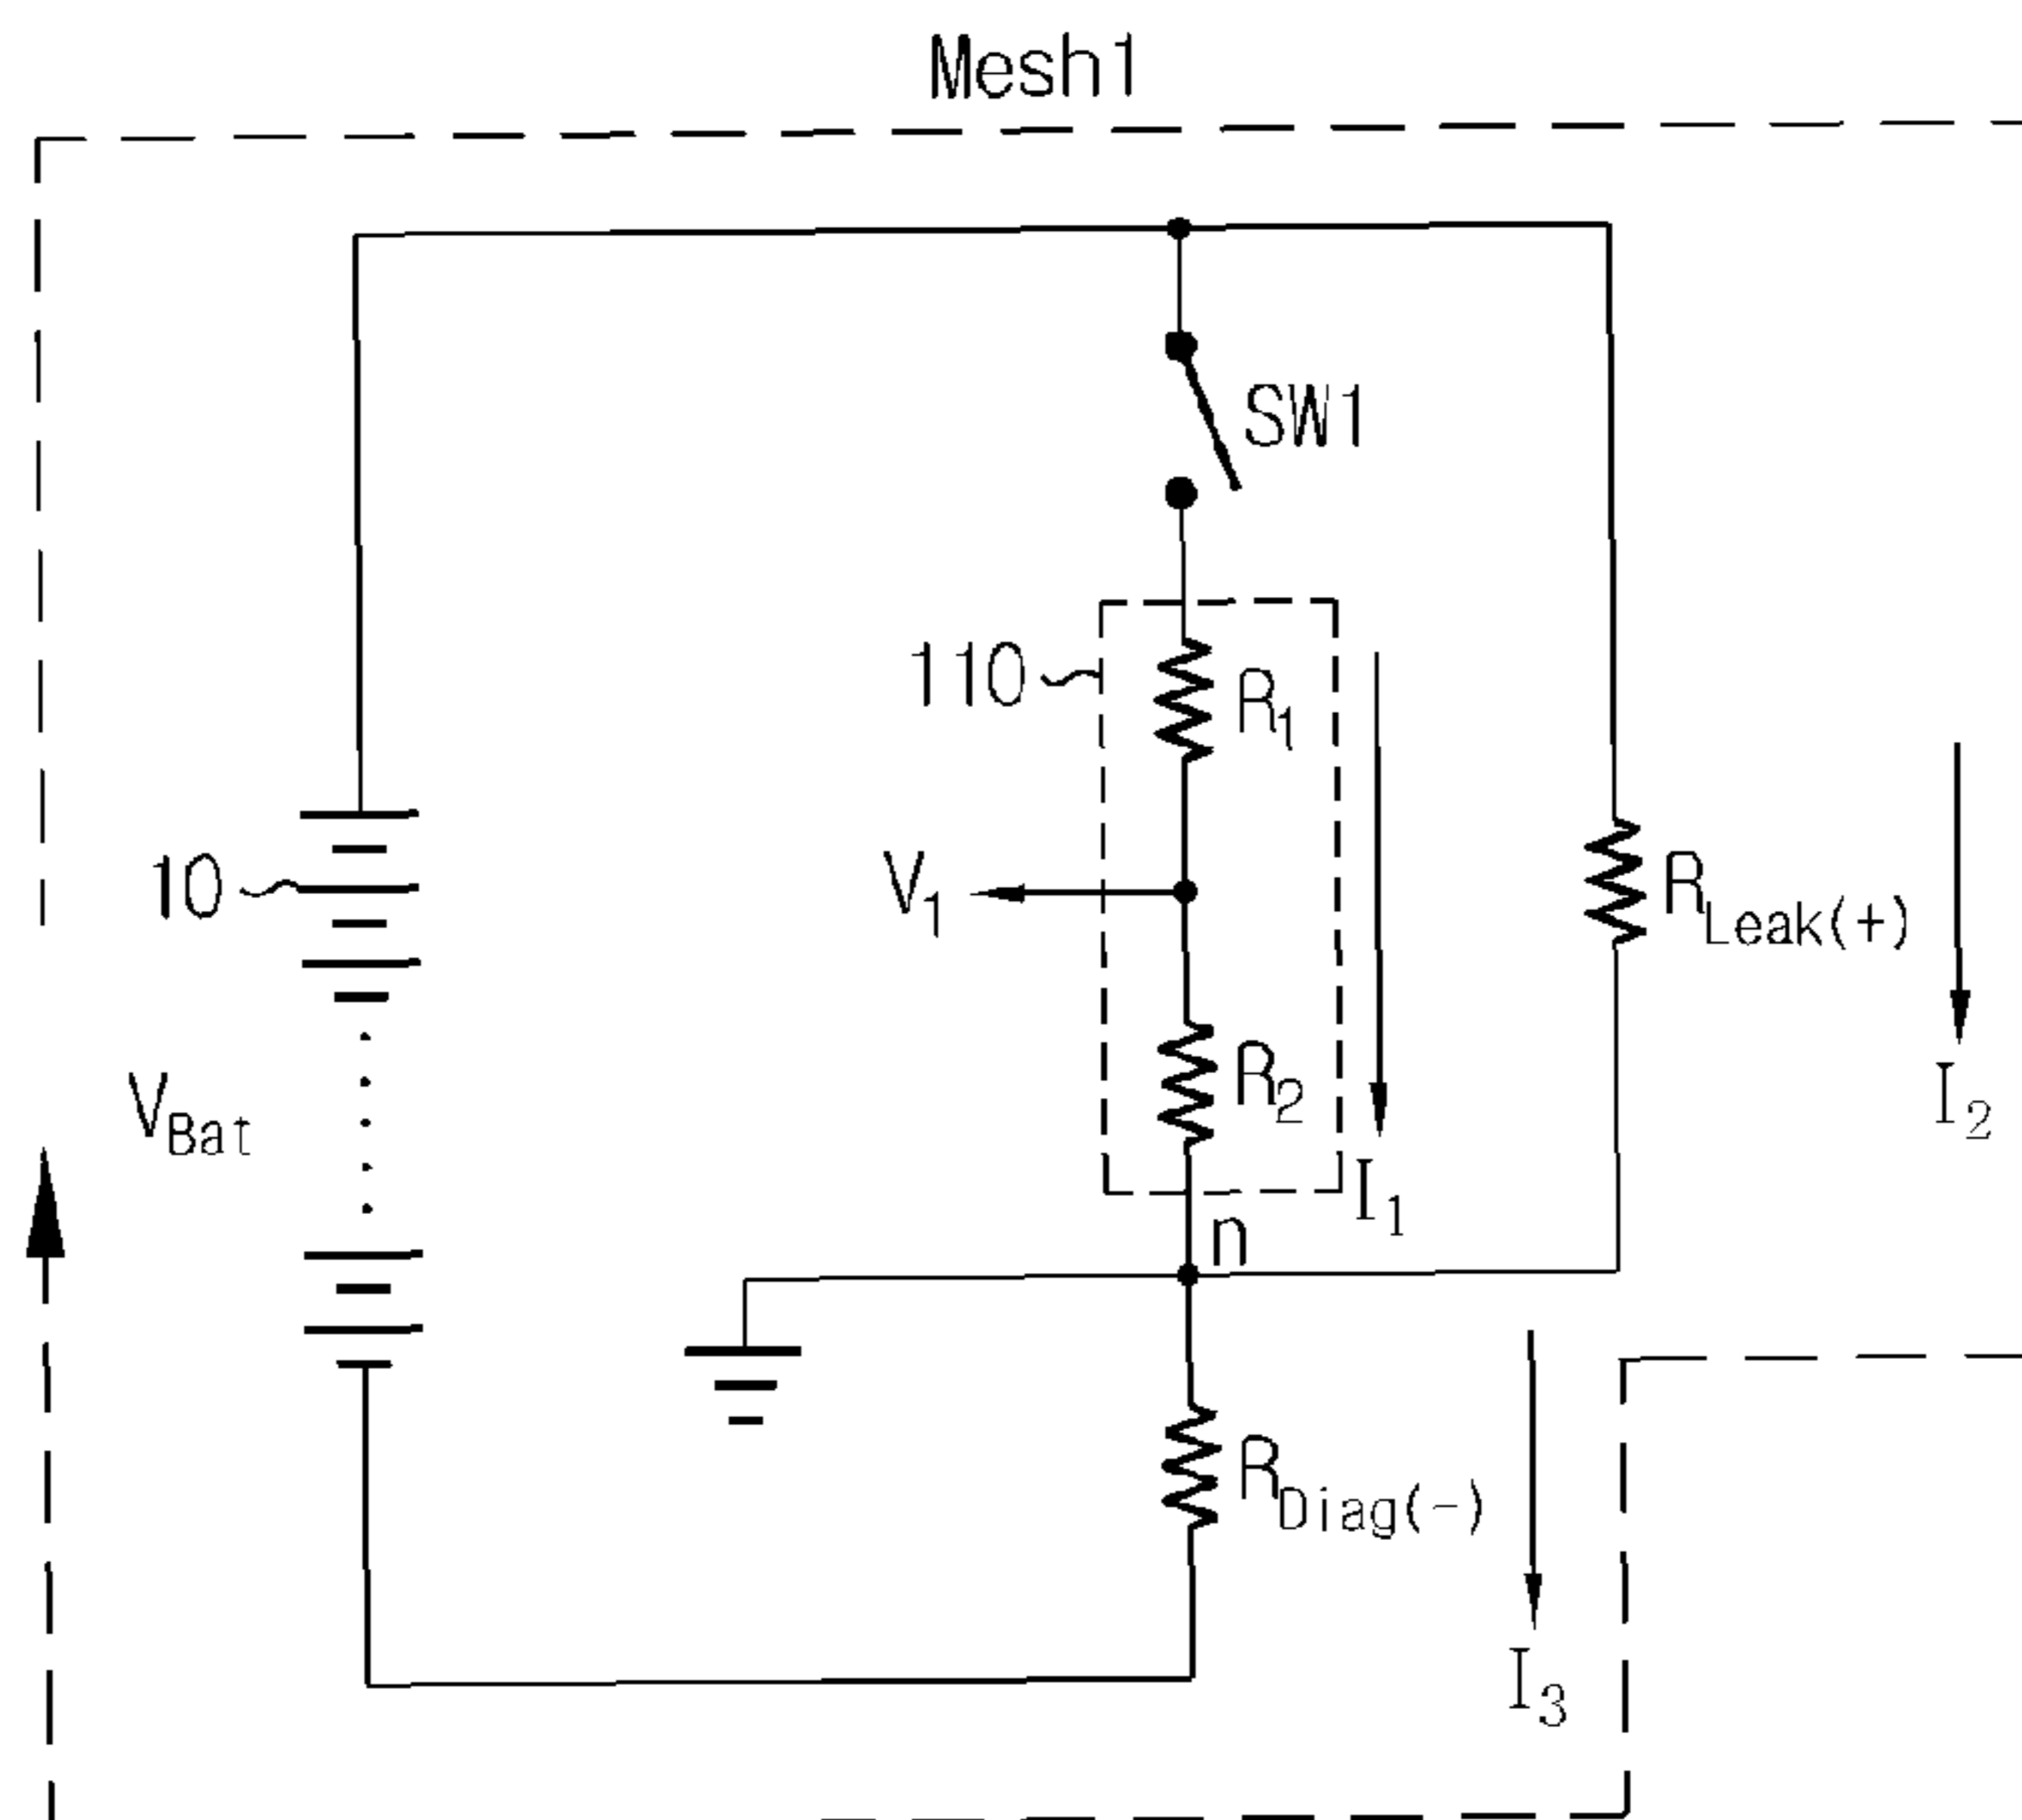 Mesh1
SW1
110
R1
10
V1
RLeak(+)
R2
VBat
I2
I1
n
RDiag(-)
I3